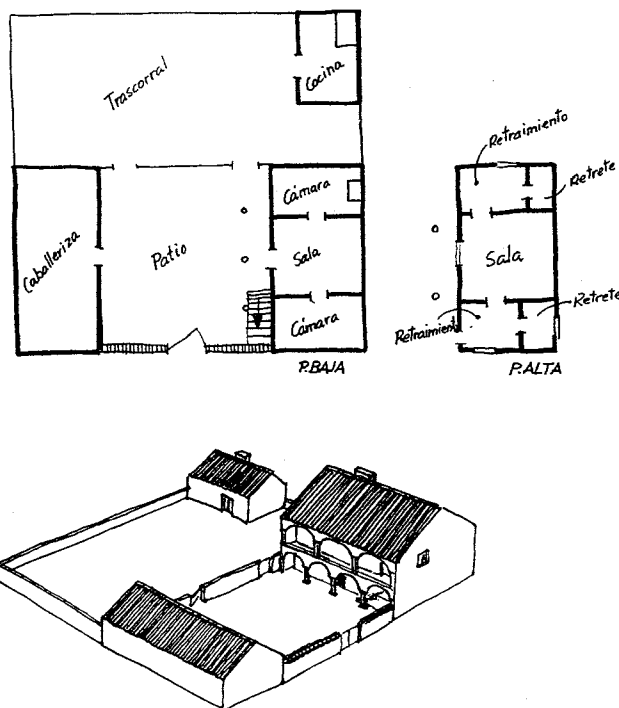 Trascorral
Cocina
Caballeriza
Patio
Cámara
Sala
Cámara
P.BAJA
Retraimiento
Retrete
Sala
Retraimiento
Retrete
P.ALTA